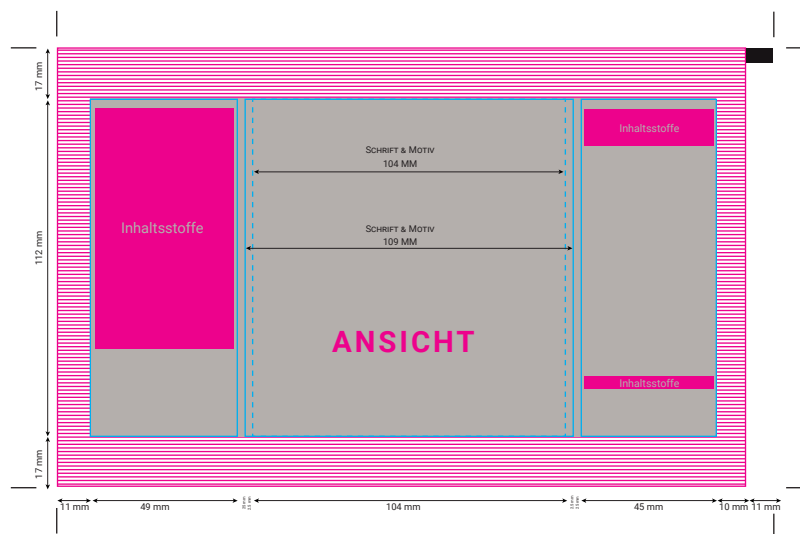 17 mm
Inhaltsstoffe
SCHRIFT & MOTIV
104 MM
Inhaltsstoffe
112 mm
SCHRIFT & MOTIV
109 MM
ANSICHT
Inhaltsstoffe
17 mm
11 mm
49 mm
104 mm
45 mm
10 mm
11 mm